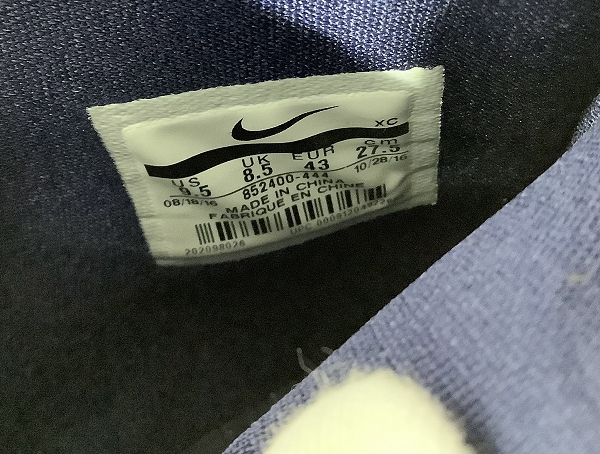 XC
US UK EUR cm
9.5 8.5 43 27.5
08/18/16 852400-444 10/28/16
MADE IN CHINA
FABRIQUE EN CHINE
202098026 UPC